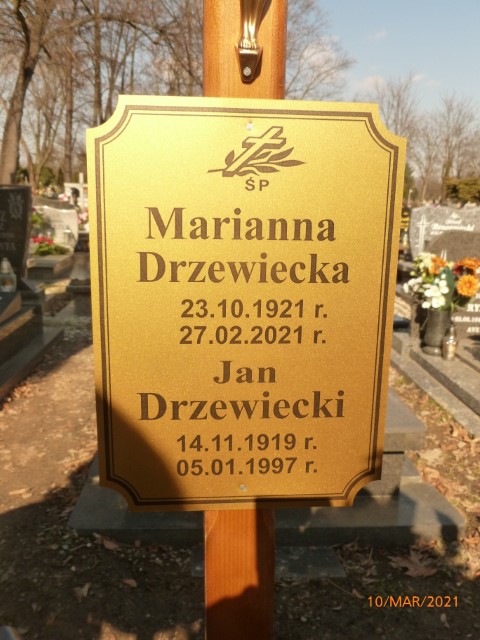 ŚP
Marianna
Drzewiecka
23.10.1921 r.
27.02.2021 r.
Jan
Drzewiecki
14.11.1919 r.
05.01.1997 r.
10/MAR/2021